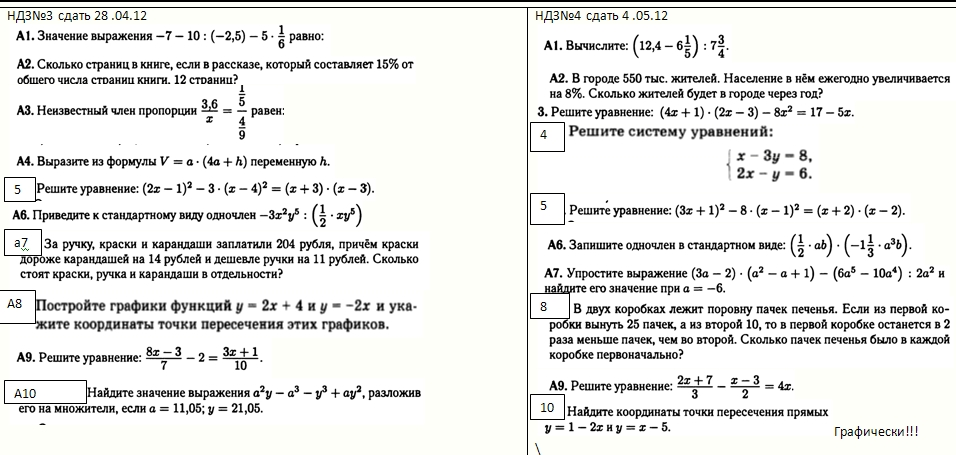 НДЗ№3 сдать 28 .04.12
А1. Значение выражения −7 − 10 : (−2,5) − 5 · 1/6 равно:
А2. Сколько страниц в книге, если в рассказе, который составляет 15% от
общего числа страниц книги, 12 страниц?
А3. Неизвестный член пропорции 3,6/x = (1/5)/(4/9) равен:
А4. Выразите из формулы V = a · (4a + h) переменную h.
5 Решите уравнение: (2x − 1)² − 3 · (x − 4)² = (x + 3) · (x − 3).
А6. Приведите к стандартному виду одночлен −3x²y⁵ : (1/2 · xy⁵)
а7 За ручку, краски и карандаши заплатили 204 рубля, причём краски
дороже карандашей на 14 рублей и дешевле ручки на 11 рублей. Сколько
стоят краски, ручка и карандаши в отдельности?
А8 Постройте графики функций y = 2x + 4 и y = −2x и ука-
жите координаты точки пересечения этих графиков.
А9. Решите уравнение: (8x − 3)/7 − 2 = (3x + 1)/10.
А10 Найдите значение выражения a²y − a³ − y³ + ay², разложив
его на множители, если a = 11,05; y = 21,05.
НДЗ№4 сдать 4 .05.12
А1. Вычислите: (12,4 − 6 1/5) : 7 3/4.
А2. В городе 550 тыс. жителей. Население в нём ежегодно увеличивается
на 8%. Сколько жителей будет в городе через год?
3. Решите уравнение: (4x + 1) · (2x − 3) − 8x² = 17 − 5x.
4 Решите систему уравнений:
{ x − 3y = 8,
2x − y = 6.
5 . Решите уравнение: (3x + 1)² − 8 · (x − 1)² = (x + 2) · (x − 2).
А6. Запишите одночлен в стандартном виде: (1/2 · ab) · (−1 1/3 · a³b).
А7. Упростите выражение (3a − 2) · (a² − a + 1) − (6a⁵ − 10a⁴) : 2a² и
найдите его значение при a = −6.
8 В двух коробках лежит поровну пачек печенья. Если из первой ко-
робки вынуть 25 пачек, а из второй 10, то в первой коробке останется в 2
раза меньше пачек, чем во второй. Сколько пачек печенья было в каждой
коробке первоначально?
А9. Решите уравнение: (2x + 7)/3 − (x − 3)/2 = 4x.
10 Найдите координаты точки пересечения прямых
y = 1 − 2x и y = x − 5.
Графически!!!
\